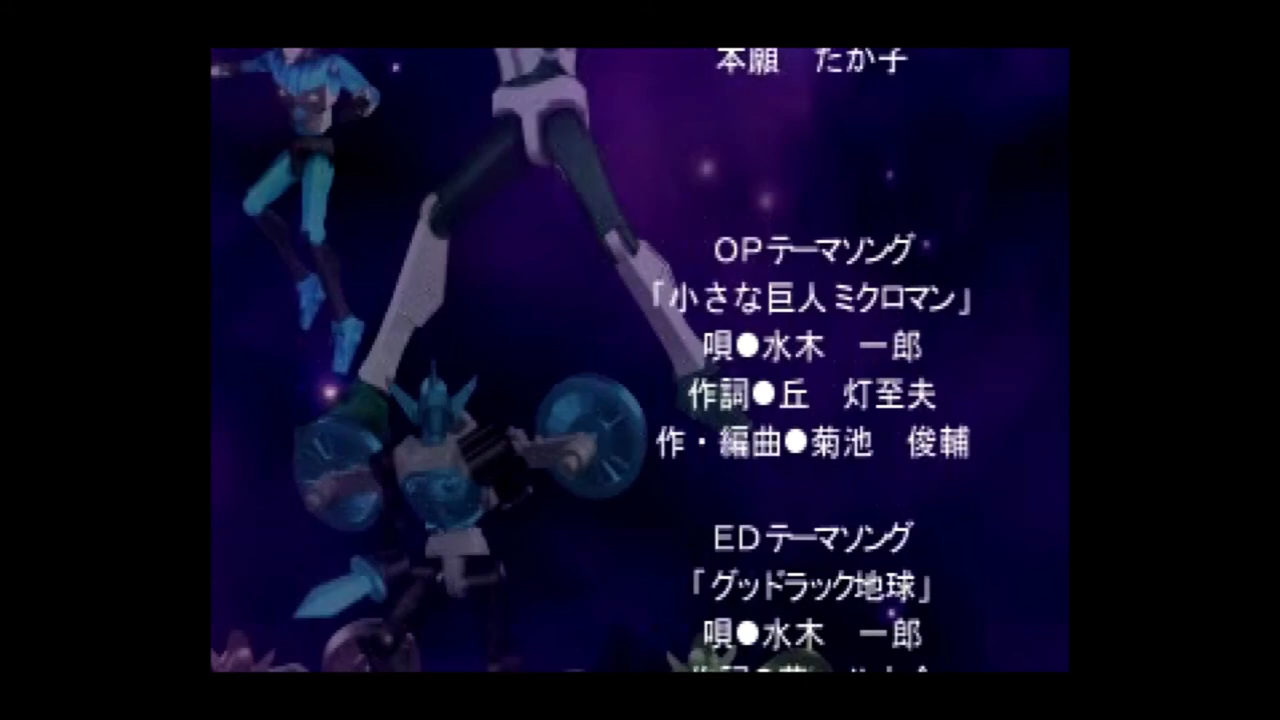 本願　たか子
OPテーマソング
「小さな巨人ミクロマン」
唄●水木　一郎
作詞●丘　灯至夫
作・編曲●菊池　俊輔
EDテーマソング
「グッドラック地球」
唄●水木　一郎